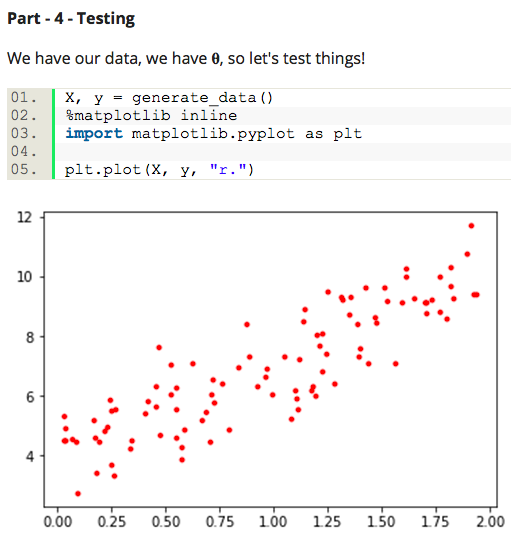 Part - 4 - Testing
We have our data, we have θ, so let's test things!
01. X, y = generate_data()
02. %matplotlib inline
03. import matplotlib.pyplot as plt
04.
05. plt.plot(X, y, "r.")
12
10
8
6
4
0.00 0.25 0.50 0.75 1.00 1.25 1.50 1.75 2.00